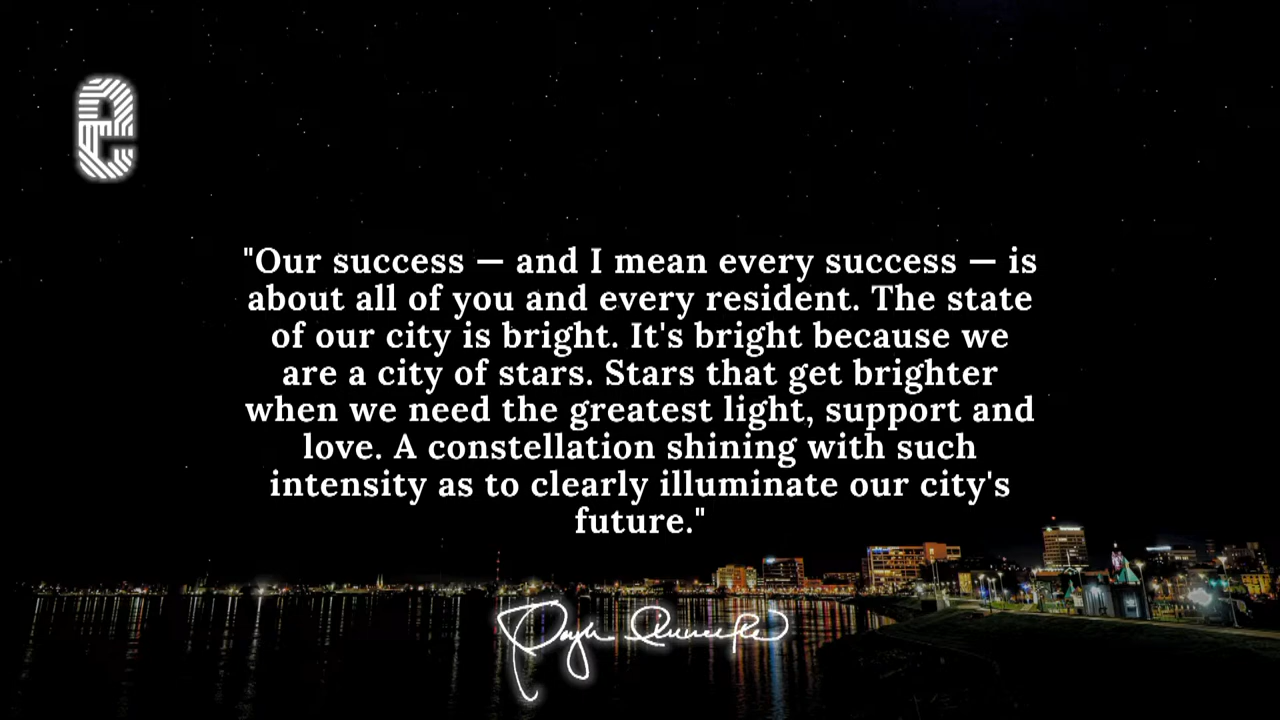 "Our success — and I mean every success — is
about all of you and every resident. The state
of our city is bright. It's bright because we
are a city of stars. Stars that get brighter
when we need the greatest light, support and
love. A constellation shining with such
intensity as to clearly illuminate our city's
future."